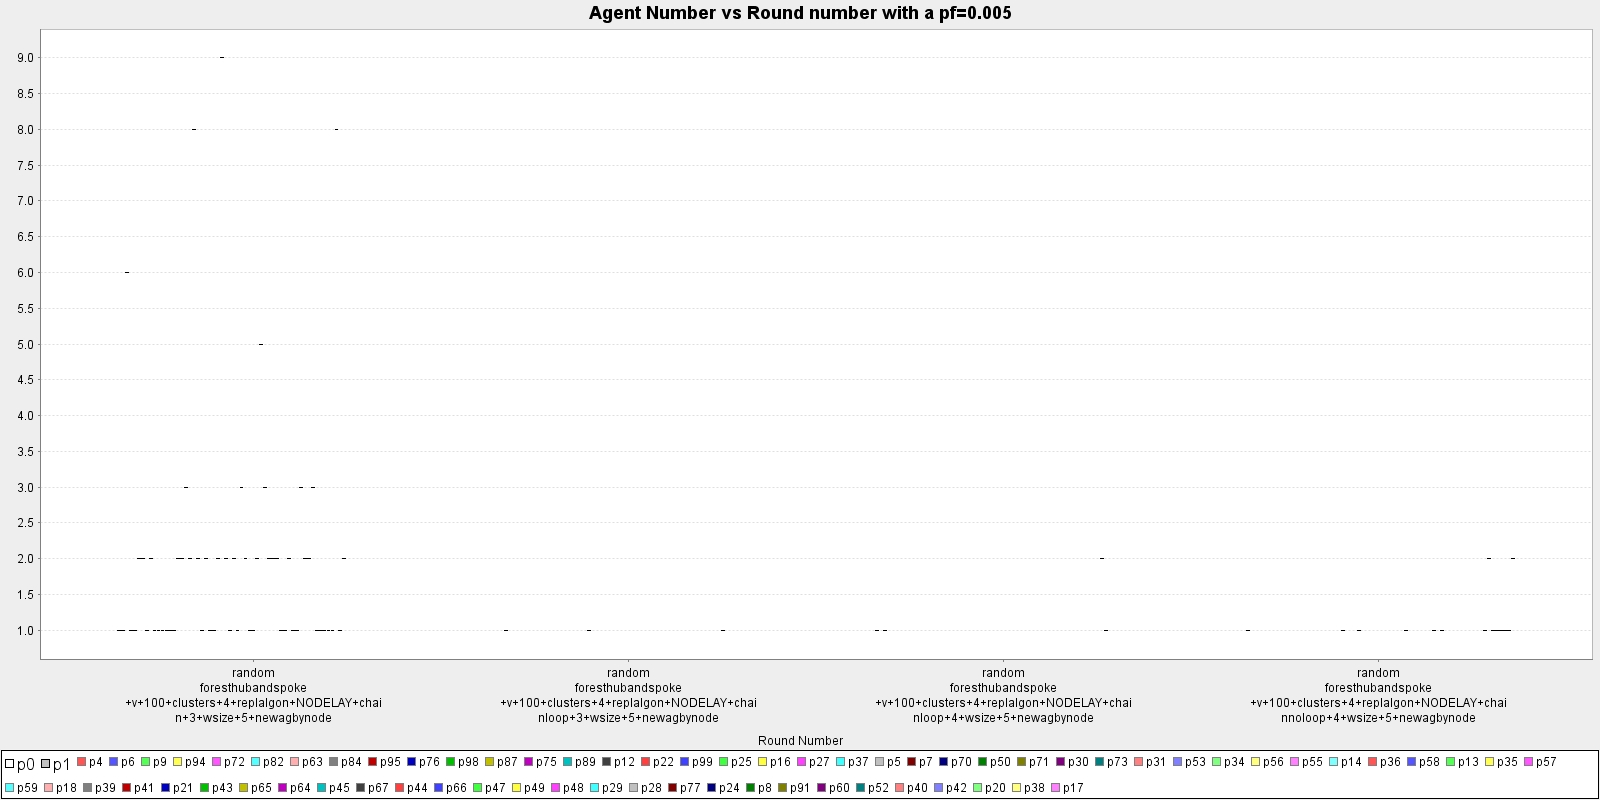 Agent Number vs Round number with a pf=0.005
9.0
8.5
8.0
7.5
7.0
6.5
6.0
5.5
5.0
4.5
4.0
3.5
3.0
2.5
2.0
1.5
1.0
random
foresthubandspoke
+v+100+clusters+4+replalgon+NODELAY+chai
n+3+wsize+5+newagbynode
random
foresthubandspoke
+v+100+clusters+4+replalgon+NODELAY+chai
nloop+3+wsize+5+newagbynode
random
foresthubandspoke
+v+100+clusters+4+replalgon+NODELAY+chai
nloop+4+wsize+5+newagbynode
random
foresthubandspoke
+v+100+clusters+4+replalgon+NODELAY+chai
nnoloop+4+wsize+5+newagbynode
Round Number
p0 p1 p4 p6 p9 p94 p72 p82 p63 p84 p95 p76 p98 p87 p75 p89 p12 p22 p99 p25 p16 p27 p37 p5 p7 p70 p50 p71 p30 p73 p31 p53 p34 p56 p55 p14 p36 p58 p13 p35 p57
p59 p18 p39 p41 p21 p43 p65 p64 p45 p67 p44 p66 p47 p49 p48 p29 p28 p77 p24 p8 p91 p60 p52 p40 p42 p20 p38 p17